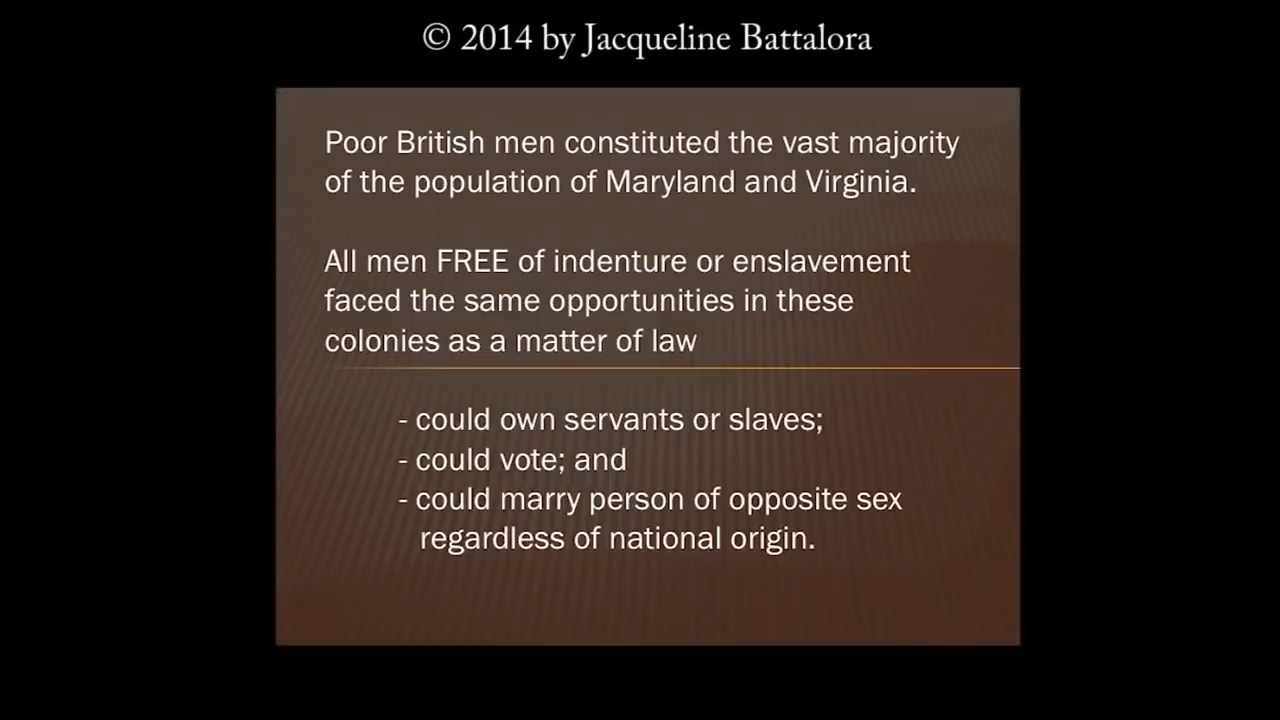 © 2014 by Jacqueline Battalora
Poor British men constituted the vast majority
of the population of Maryland and Virginia.
All men FREE of indenture or enslavement
faced the same opportunities in these
colonies as a matter of law
- could own servants or slaves;
- could vote; and
- could marry person of opposite sex
regardless of national origin.